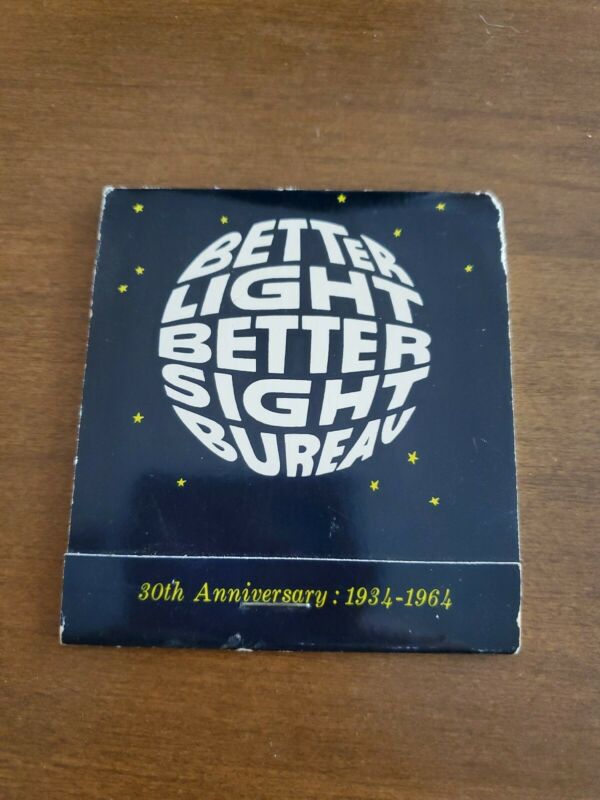 BETTER
LIGHT
BETTER
SIGHT
BUREAU
30th Anniversary: 1934-1964